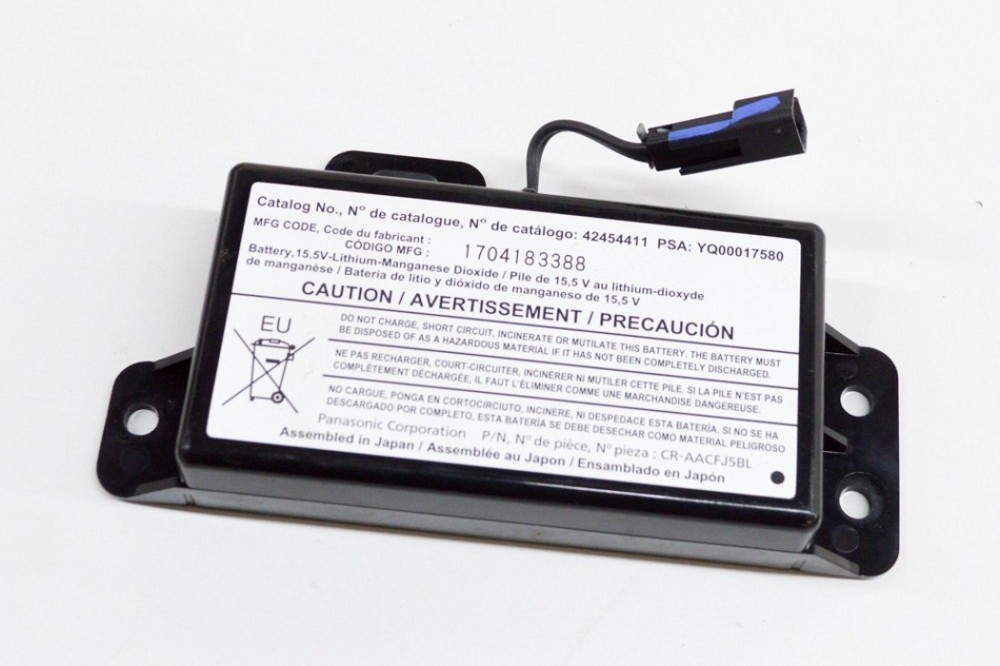 Catalog No., Nº de catalogue, Nº de catálogo: 42454411 PSA: YQ00017580
MFG CODE, Code du fabricant :
CÓDIGO MFG : 1704183388
Battery,15.5V-Lithium-Manganese Dioxide / Pile de 15,5 V au lithium-dioxyde
de manganèse / Batería de litio y dióxido de manganeso de 15,5 V
CAUTION / AVERTISSEMENT / PRECAUCIÓN
EU
DO NOT CHARGE, SHORT CIRCUIT, INCINERATE OR MUTILATE THIS BATTERY. THE BATTERY MUST
BE DISPOSED OF AS A HAZARDOUS MATERIAL IF IT HAS NOT BEEN COMPLETELY DISCHARGED.
NE PAS RECHARGER, COURT-CIRCUITER, INCINÉRER NI MUTILER CETTE PILE. SI LA PILE N'EST PAS
COMPLÉTEMENT DÉCHARGÉE, IL FAUT L'ÉLIMINER COMME UNE MARCHANDISE DANGEREUSE.
NO CARGUE, PONGA EN CORTOCIRCIUTO, INCINERE, NI DESPEDACE ESTA BATERÍA. SI NO SE HA
DESCARGADO POR COMPLETO, ESTA BATERÍA SE DEBE DESECHAR COMO MATERIAL PELIGROSO
Panasonic Corporation P/N, Nº de piéce, Nº pieza : CR-AACFJ5BL
Assembled in Japan / Assemblée au Japon / Ensamblado en Japón